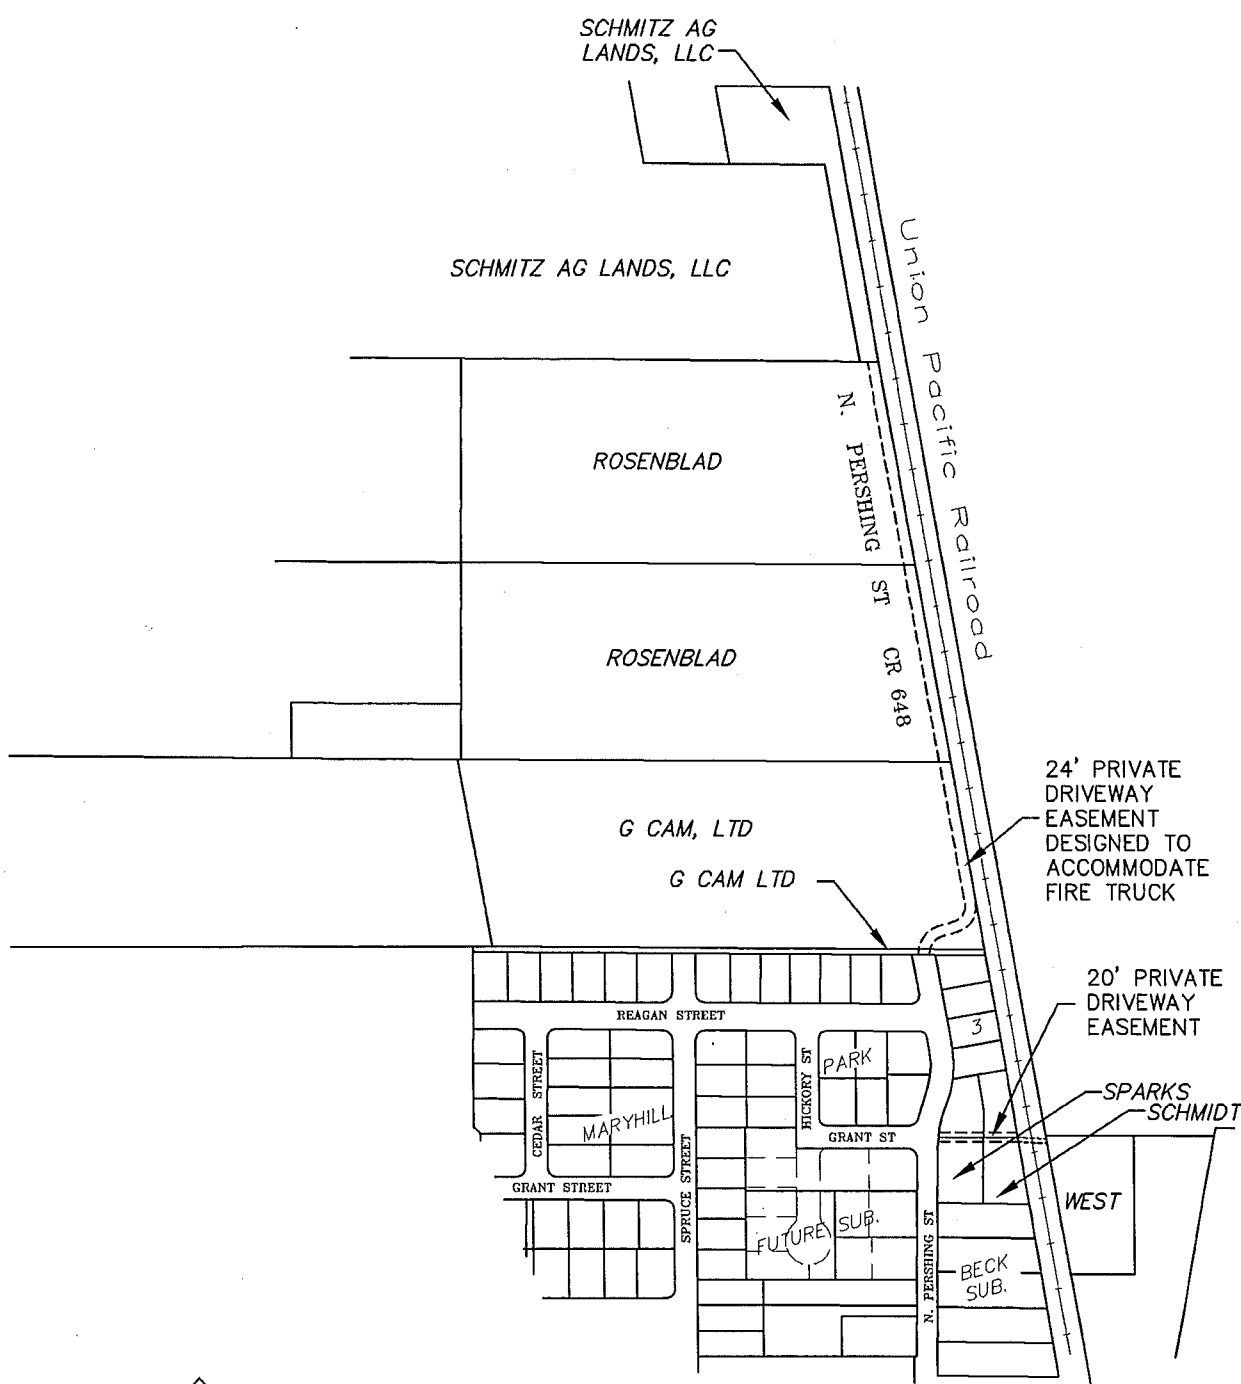 SCHMITZ AG
LANDS, LLC
SCHMITZ AG LANDS, LLC
Union Pacific Railroad
N. PERSHING ST CR 648
ROSENBLAD
ROSENBLAD
24' PRIVATE
DRIVEWAY
EASEMENT
DESIGNED TO
ACCOMMODATE
FIRE TRUCK
G CAM, LTD
G CAM LTD
20' PRIVATE
DRIVEWAY
EASEMENT
REAGAN STREET
3
CEDAR STREET
HICKORY ST
PARK
SPARKS
SCHMIDT
MARYHILL
GRANT ST
SPRUCE STREET
GRANT STREET
WEST
FUTURE SUB.
N. PERSHING ST
BECK
SUB.